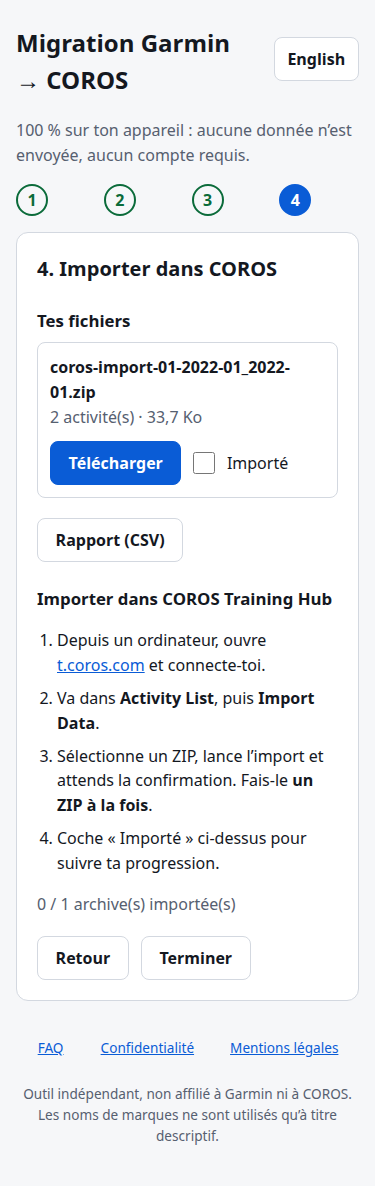 Migration Garmin
→ COROS
English
100 % sur ton appareil : aucune donnée n’est
envoyée, aucun compte requis.
1 2 3 4
4. Importer dans COROS
Tes fichiers
coros-import-01-2022-01_2022-
01.zip
2 activité(s) · 33,7 Ko
Télécharger Importé
Rapport (CSV)
Importer dans COROS Training Hub
1. Depuis un ordinateur, ouvre
t.coros.com et connecte-toi.
2. Va dans Activity List, puis Import
Data.
3. Sélectionne un ZIP, lance l’import et
attends la confirmation. Fais-le un
ZIP à la fois.
4. Coche « Importé » ci-dessus pour
suivre ta progression.
0 / 1 archive(s) importée(s)
Retour Terminer
FAQ Confidentialité Mentions légales
Outil indépendant, non affilié à Garmin ni à COROS.
Les noms de marques ne sont utilisés qu’à titre
descriptif.